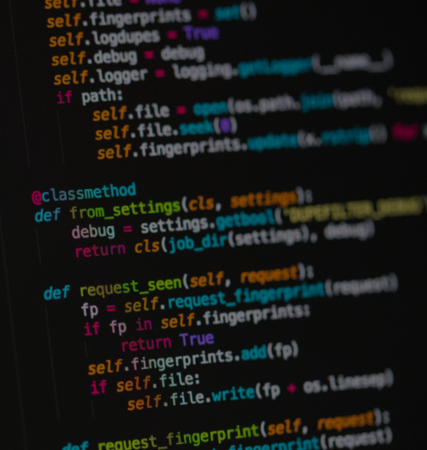 self.file = None
self.fingerprints = set()
self.logdupes = True
self.debug = debug
self.logger = logging.getLogger(__name__)
if path:
self.file = open(os.path.join(path,
self.file.seek(0)
self.fingerprints.update(x.rstrip() for
@classmethod
def from_settings(cls, settings):
debug = settings.getbool('DUPEFILTER_DEBUG'
return cls(job_dir(settings), debug)
def request_seen(self, request):
fp = self.request_fingerprint(request)
if fp in self.fingerprints:
return True
self.fingerprints.add(fp)
if self.file:
self.file.write(fp + os.linesep)
def request_fingerprint(self, request):
request_fingerprint(request)